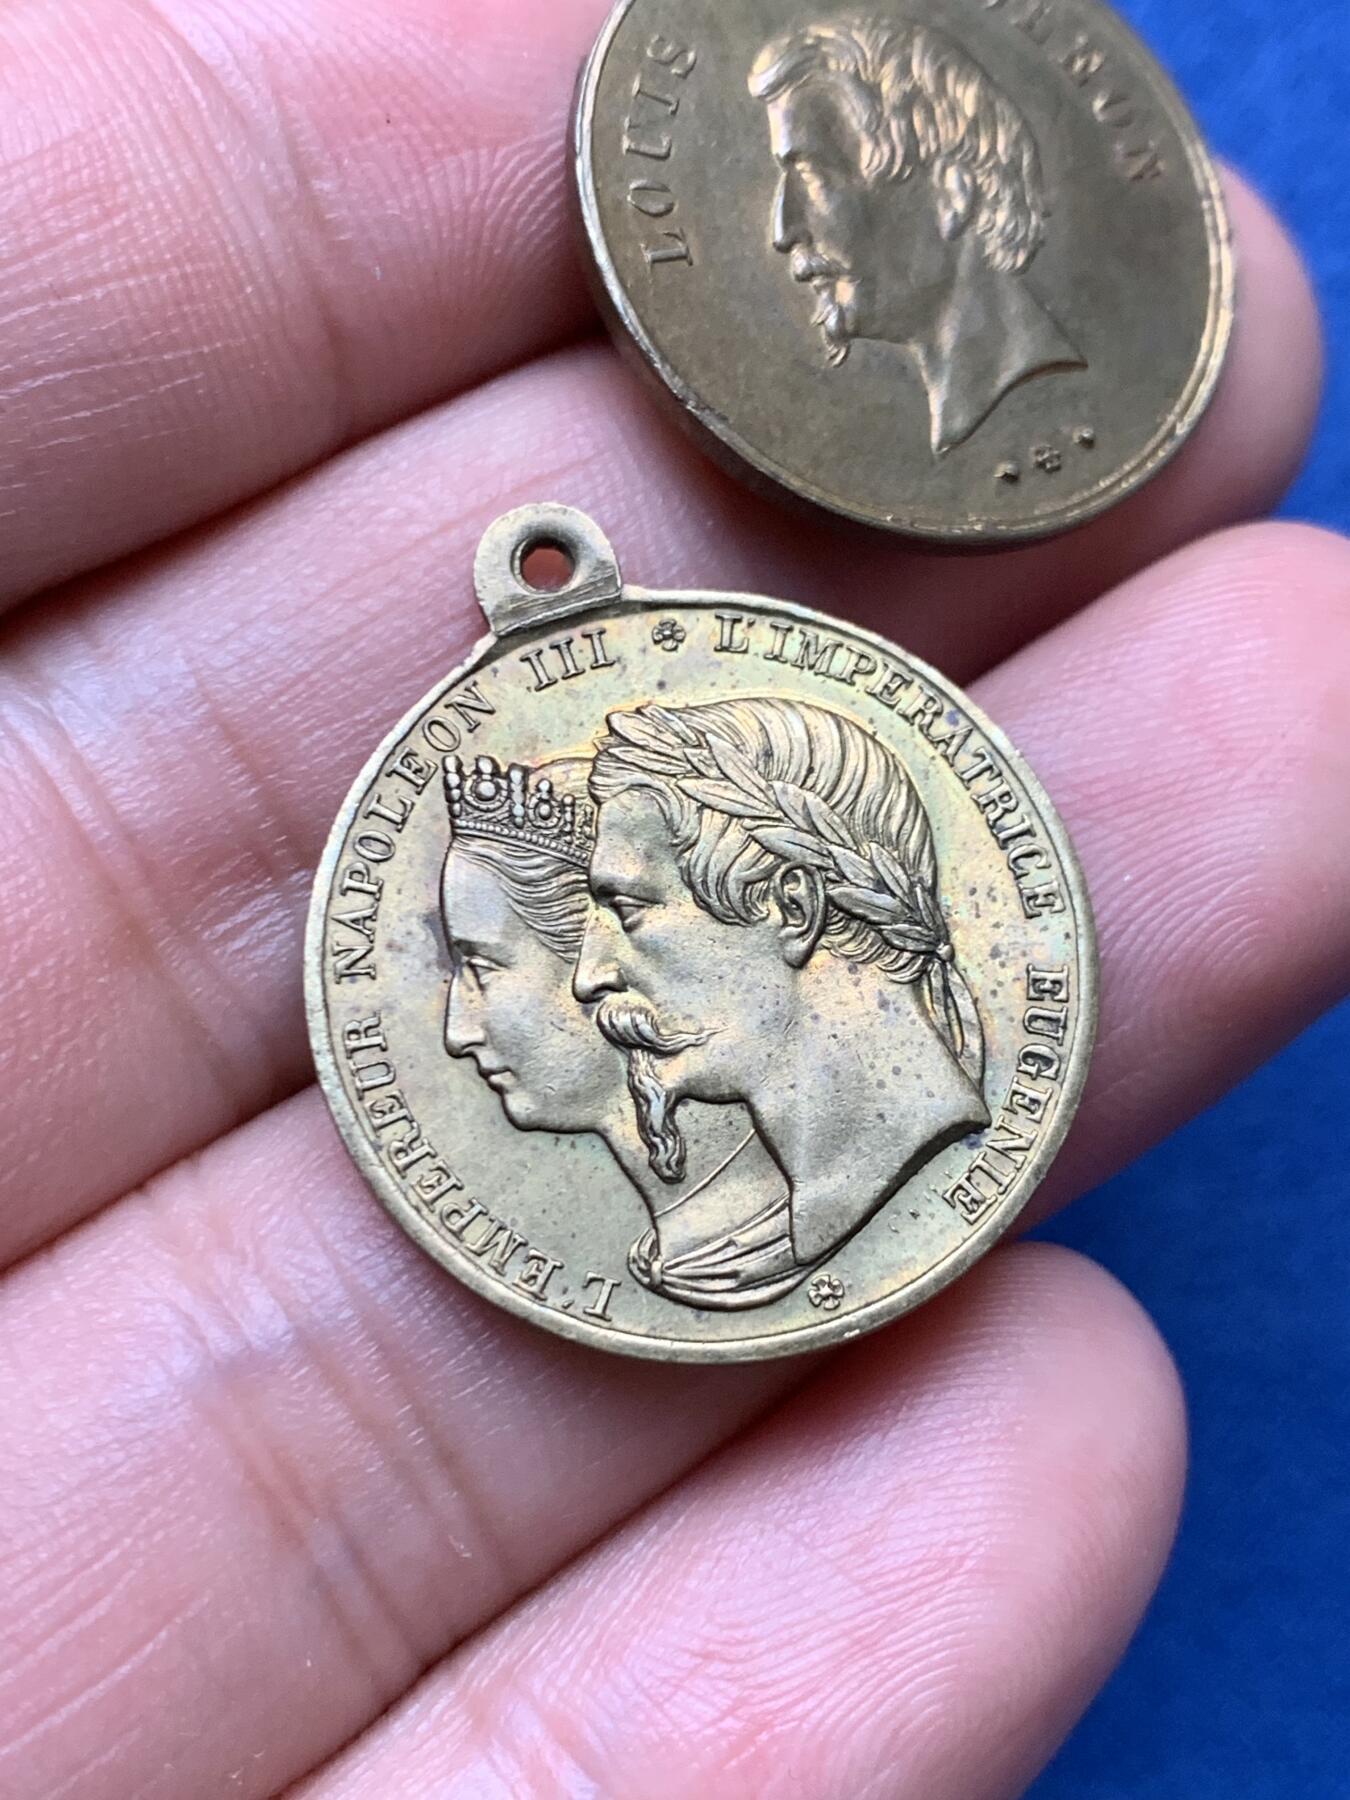 LOUIS
L'EMPEREUR NAPOLEON III ✤ L'IMPERATRICE EUGENIE ✤